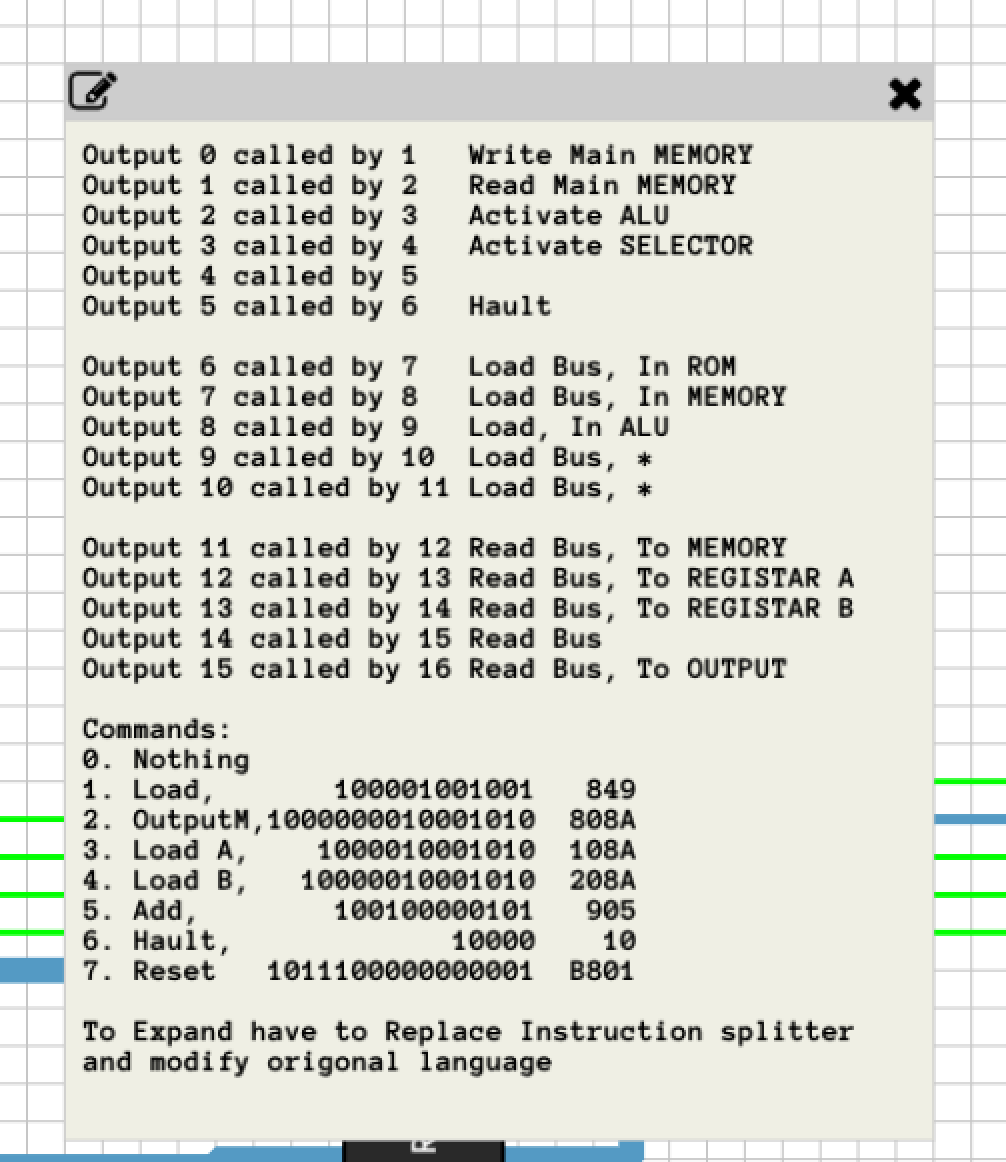 Output 0 called by 1   Write Main MEMORY
Output 1 called by 2   Read Main MEMORY
Output 2 called by 3   Activate ALU
Output 3 called by 4   Activate SELECTOR
Output 4 called by 5
Output 5 called by 6   Hault
Output 6 called by 7   Load Bus, In ROM
Output 7 called by 8   Load Bus, In MEMORY
Output 8 called by 9   Load, In ALU
Output 9 called by 10  Load Bus, *
Output 10 called by 11 Load Bus, *
Output 11 called by 12 Read Bus, To MEMORY
Output 12 called by 13 Read Bus, To REGISTAR A
Output 13 called by 14 Read Bus, To REGISTAR B
Output 14 called by 15 Read Bus
Output 15 called by 16 Read Bus, To OUTPUT
Commands:
0. Nothing
1. Load,       100001001001   849
2. OutputM,1000000010001010  808A
3. Load A,    1000010001010  108A
4. Load B,   10000010001010  208A
5. Add,        100100000101   905
6. Hault,             10000    10
7. Reset   1011100000000001  B801
To Expand have to Replace Instruction splitter
and modify origonal language
R